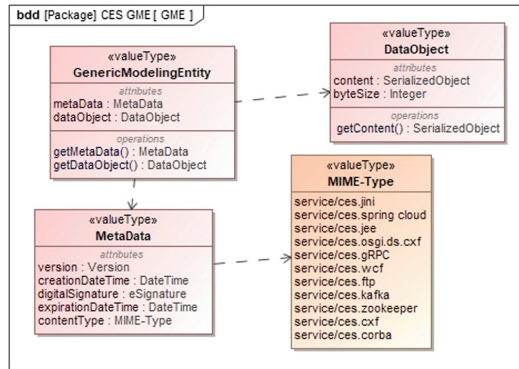 bdd [Package] CES GME [ GME ]
«valueType»
GenericModelingEntity
attributes
metaData : MetaData
dataObject : DataObject
operations
getMetaData() : MetaData
getDataObject() : DataObject
«valueType»
DataObject
attributes
content : SerializedObject
byteSize : Integer
operations
getContent() : SerializedObject
«valueType»
MetaData
attributes
version : Version
creationDateTime : DateTime
digitalSignature : eSignature
expirationDateTime : DateTime
contentType : MIME-Type
«valueType»
MIME-Type
service/ces.jini
service/ces.spring cloud
service/ces.jee
service/ces.osgi.ds.cxf
service/ces.gRPC
service/ces.wcf
service/ces.ftp
service/ces.kafka
service/ces.zookeeper
service/ces.cxf
service/ces.corba